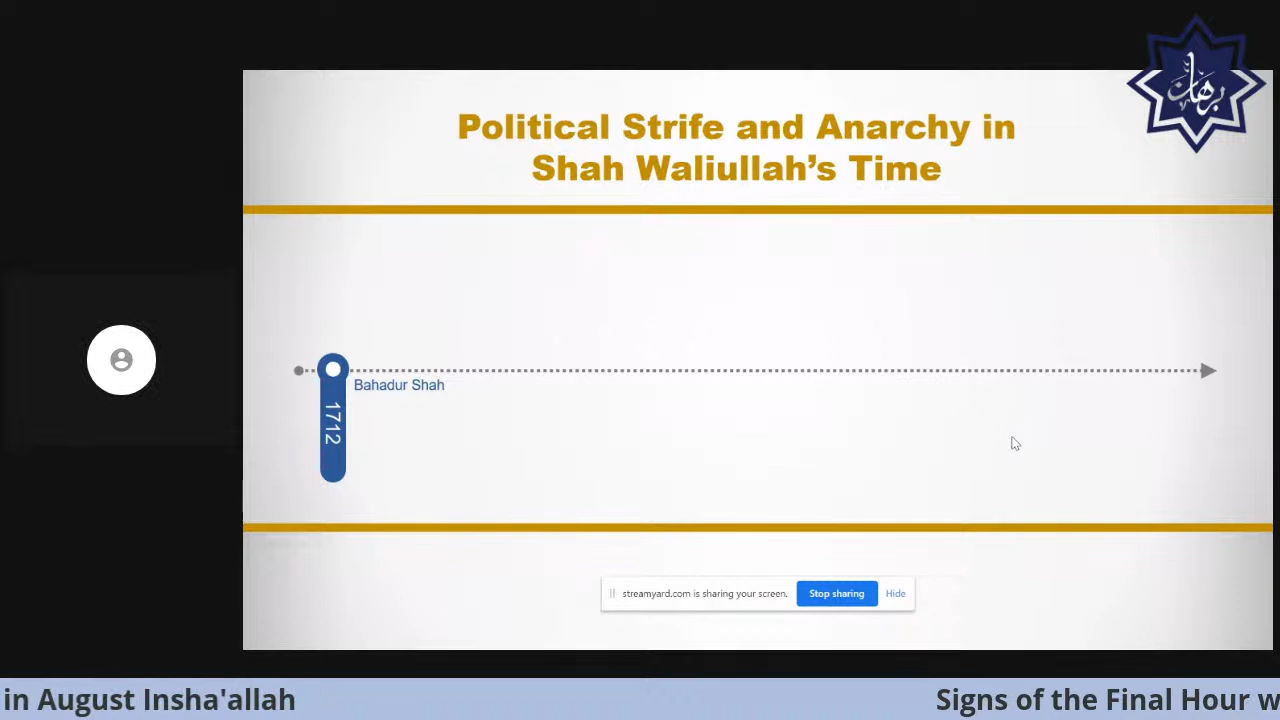 برهان
Political Strife and Anarchy in
Shah Waliullah’s Time
Bahadur Shah
1712
streamyard.com is sharing your screen.
Stop sharing
Hide
in August Insha'allah
Signs of the Final Hour w